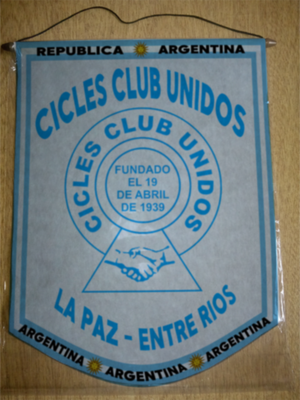 REPUBLICA ARGENTINA
CICLES CLUB UNIDOS
CICLES CLUB UNIDOS
FUNDADO
EL 19
DE ABRIL
DE 1939
LA PAZ - ENTRE RIOS
ARGENTINA ARGENTINA ARGENTINA